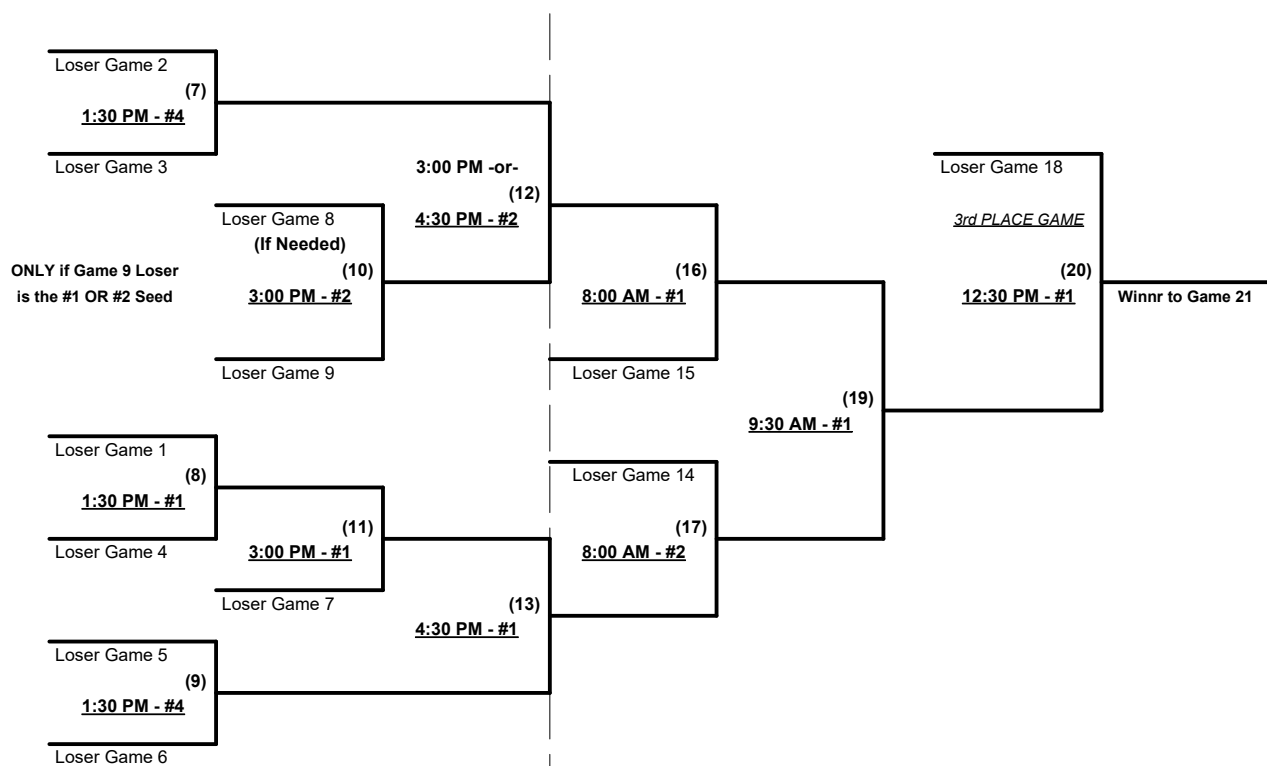 Loser Game 2
(7)
1:30 PM - #4
Loser Game 3
3:00 PM -or-
(12)
4:30 PM - #2
Loser Game 8
(If Needed)
(10)
3:00 PM - #2
Loser Game 9
ONLY if Game 9 Loser
is the #1 OR #2 Seed
(16)
8:00 AM - #1
Loser Game 15
Loser Game 18
3rd PLACE GAME
(20)
12:30 PM - #1
Winnr to Game 21
(19)
9:30 AM - #1
Loser Game 1
(8)
1:30 PM - #1
Loser Game 4
(11)
3:00 PM - #1
Loser Game 7
Loser Game 14
(17)
8:00 AM - #2
(13)
4:30 PM - #1
Loser Game 5
(9)
1:30 PM - #4
Loser Game 6